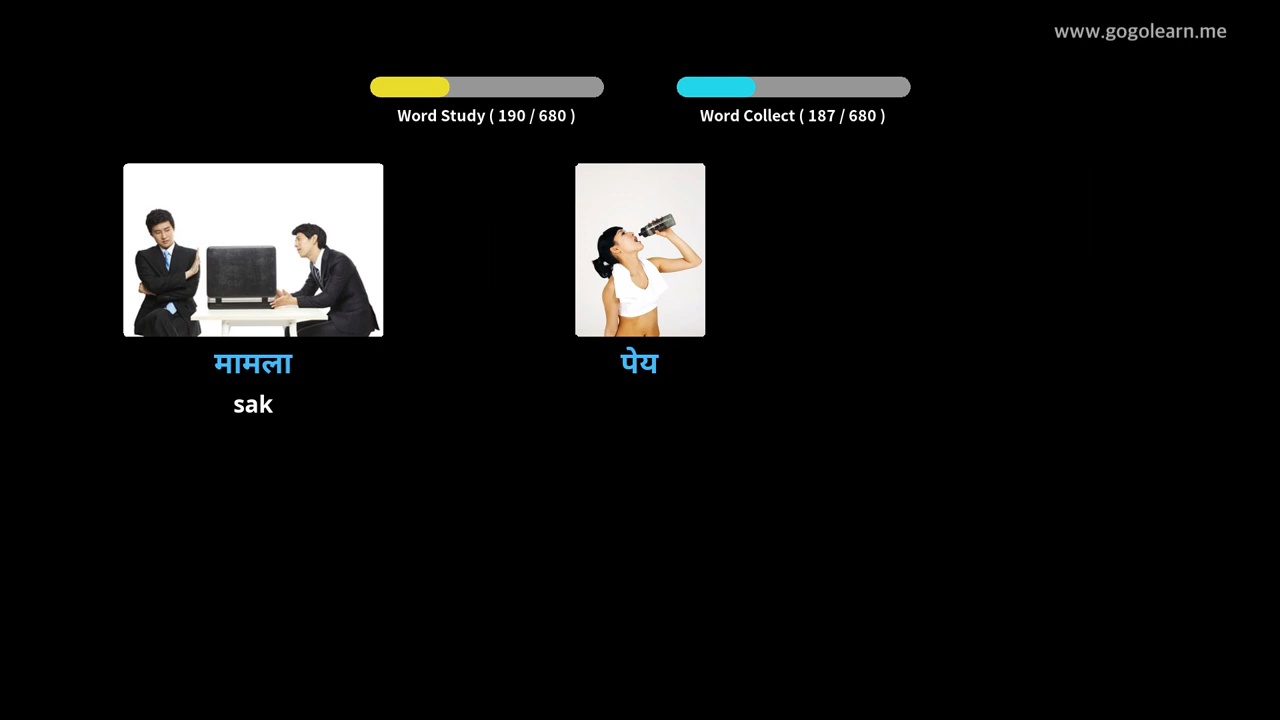 www.gogolearn.me
Word Study ( 190 / 680 )
Word Collect ( 187 / 680 )
मामला
पेय
sak